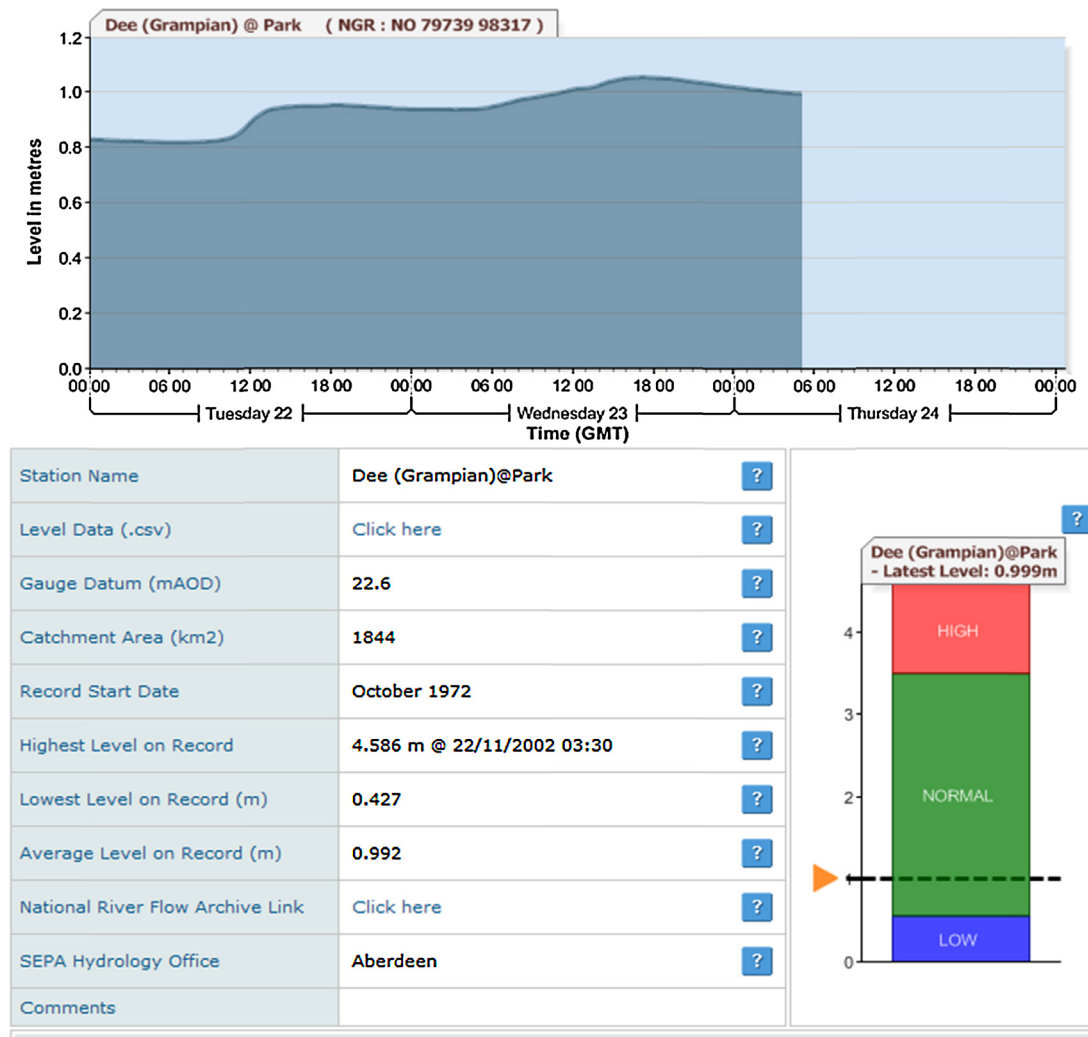 Dee (Grampian) @ Park ( NGR : NO 79739 98317 )
1.2
1.0
0.8
0.6
0.4
0.2
0.0
Level in metres
00:00 06 00 12 00 18 00 00:00 06 00 12 00 18 00 00:00 06 00 12 00 18 00 00:00
Tuesday 22 Wednesday 23 Thursday 24
Time (GMT)
Station Name Dee (Grampian)@Park ?
Level Data (.csv) Click here ?
Gauge Datum (mAOD) 22.6 ?
Catchment Area (km2) 1844 ?
Record Start Date October 1972 ?
Highest Level on Record 4.586 m @ 22/11/2002 03:30 ?
Lowest Level on Record (m) 0.427 ?
Average Level on Record (m) 0.992 ?
National River Flow Archive Link Click here ?
SEPA Hydrology Office Aberdeen ?
Comments
?
Dee (Grampian)@Park
- Latest Level: 0.999m
4
3
2
1
0
HIGH
NORMAL
LOW